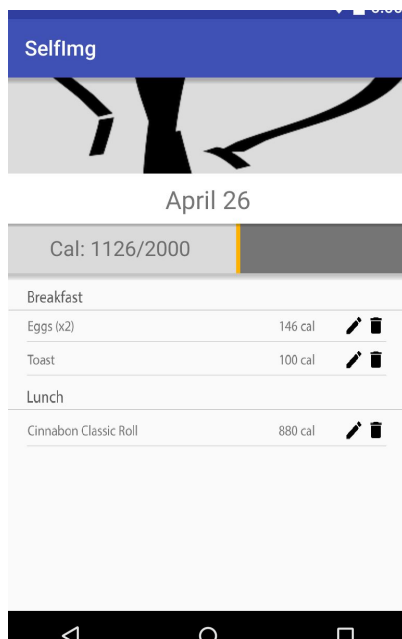 SelfImg
April 26
Cal: 1126/2000
Breakfast
Eggs (x2) 146 cal
Toast 100 cal
Lunch
Cinnabon Classic Roll 880 cal